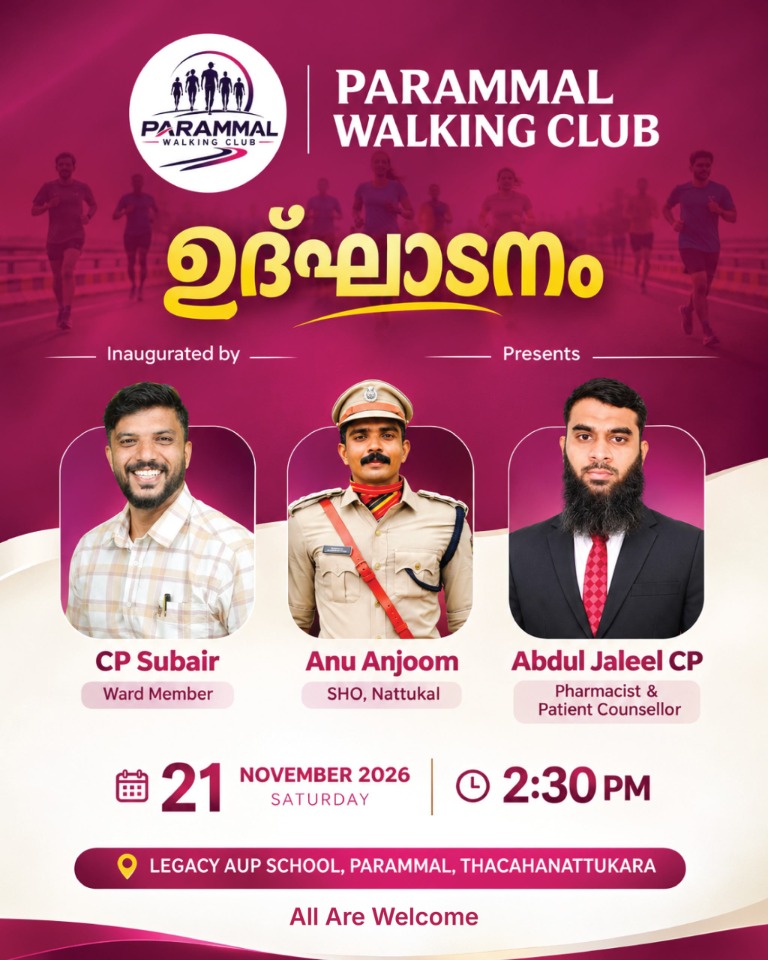 PARAMMAL
WALKING CLUB
PARAMMAL
WALKING CLUB
ഉദ്ഘാടനം
Inaugurated by
Presents
CP Subair
Ward Member
Anu Anjoom
SHO, Nattukal
Abdul Jaleel CP
Pharmacist &
Patient Counsellor
21 NOVEMBER 2026
SATURDAY
2:30 PM
LEGACY AUP SCHOOL, PARAMMAL, THACAHANATTUKARA
All Are Welcome